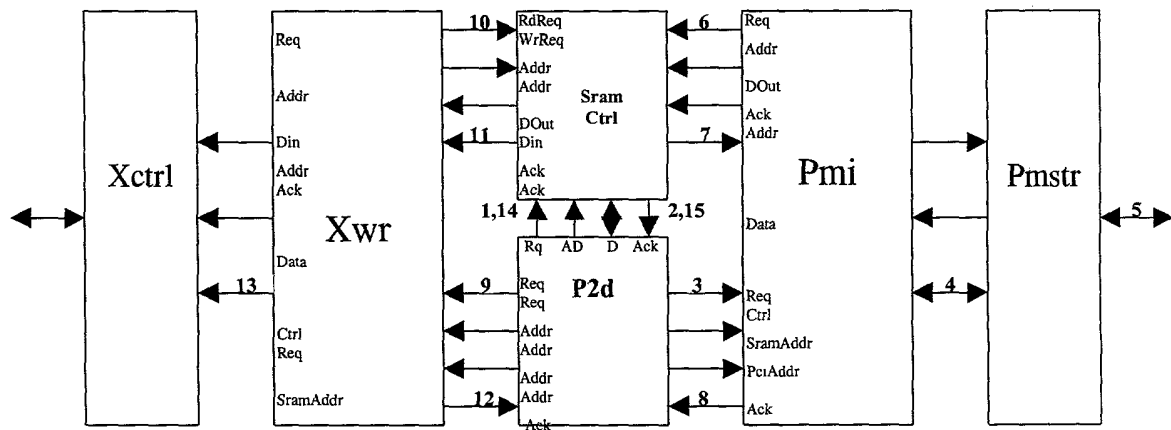 Xctrl
13
Req
Addr
Din
Addr
Ack
Xwr
Data
Ctrl
Req
SramAddr
10
11
1,14
2,15
9
12
RdReq
WrReq
Addr
Addr
Sram
Ctrl
DOut
Din
Ack
Ack
Rq AD D Ack
P2d
Req
Req
Addr
Addr
Addr
Addr
Ack
6
7
3
8
Req
Addr
DOut
Ack
Addr
Pmi
Data
Req
Ctrl
SramAddr
PciAddr
Ack
4
Pmstr
5